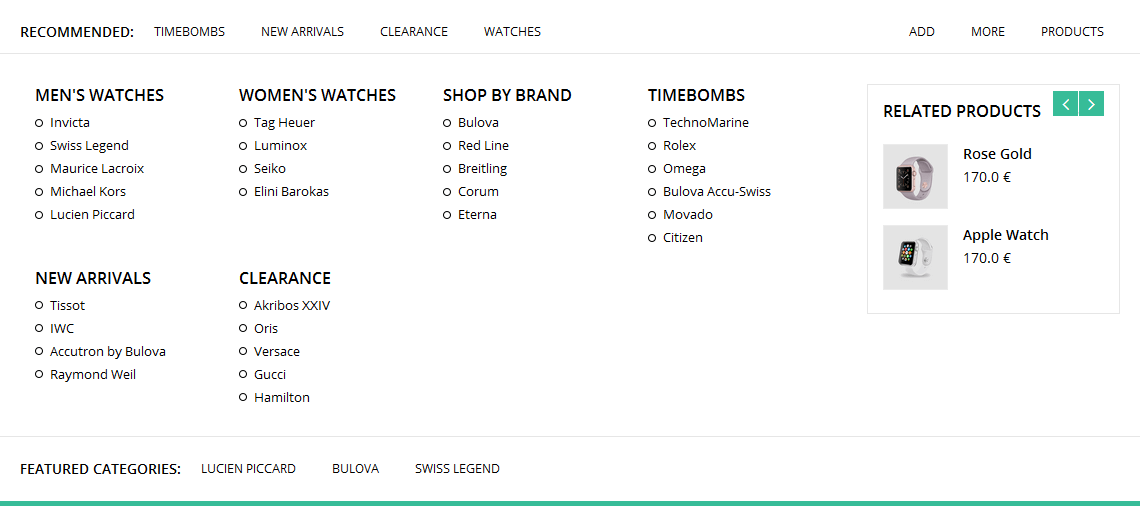 RECOMMENDED: TIMEBOMBS NEW ARRIVALS CLEARANCE WATCHES ADD MORE PRODUCTS
MEN'S WATCHES
Invicta
Swiss Legend
Maurice Lacroix
Michael Kors
Lucien Piccard
WOMEN'S WATCHES
Tag Heuer
Luminox
Seiko
Elini Barokas
SHOP BY BRAND
Bulova
Red Line
Breitling
Corum
Eterna
TIMEBOMBS
TechnoMarine
Rolex
Omega
Bulova Accu-Swiss
Movado
Citizen
NEW ARRIVALS
Tissot
IWC
Accutron by Bulova
Raymond Weil
CLEARANCE
Akribos XXIV
Oris
Versace
Gucci
Hamilton
RELATED PRODUCTS
Rose Gold
170.0 €
Apple Watch
170.0 €
FEATURED CATEGORIES: LUCIEN PICCARD BULOVA SWISS LEGEND